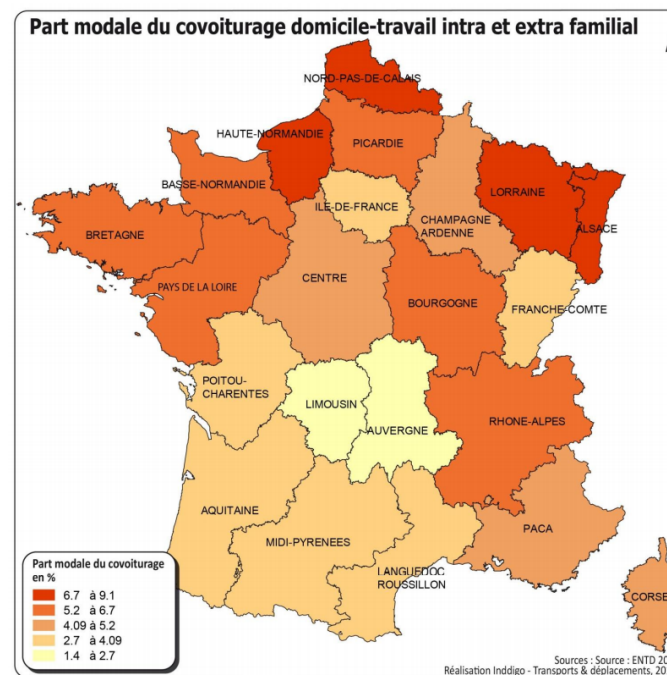 Part modale du covoiturage domicile-travail intra et extra familial
NORD-PAS-DE-CALAIS
HAUTE-NORMANDIE
PICARDIE
BASSE-NORMANDIE
LORRAINE
ILE-DE-FRANCE
CHAMPAGNE
ARDENNE
ALSACE
BRETAGNE
CENTRE
PAYS DE LA LOIRE
BOURGOGNE
FRANCHE-COMTE
POITOU-
CHARENTES
LIMOUSIN
AUVERGNE
RHONE-ALPES
AQUITAINE
MIDI-PYRENEES
PACA
LANGUEDOC
ROUSSILLON
CORSE
Part modale du covoiturage
en %
6.7 à 9.1
5.2 à 6.7
4.09 à 5.2
2.7 à 4.09
1.4 à 2.7
Sources : Source : ENTD 20
Réalisation Inddigo - Transports & déplacements, 20